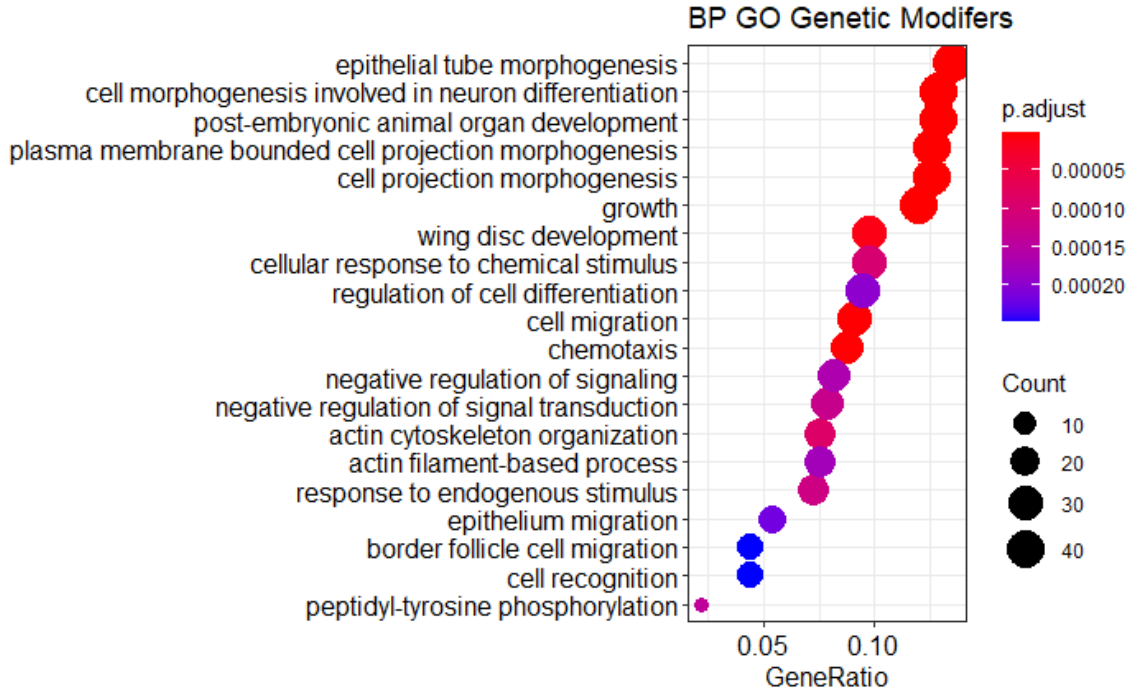 BP GO Genetic Modifers
epithelial tube morphogenesis
cell morphogenesis involved in neuron differentiation
post-embryonic animal organ development
plasma membrane bounded cell projection morphogenesis
cell projection morphogenesis
growth
wing disc development
cellular response to chemical stimulus
regulation of cell differentiation
cell migration
chemotaxis
negative regulation of signaling
negative regulation of signal transduction
actin cytoskeleton organization
actin filament-based process
response to endogenous stimulus
epithelium migration
border follicle cell migration
cell recognition
peptidyl-tyrosine phosphorylation
0.05 0.10
GeneRatio
p.adjust
0.00005
0.00010
0.00015
0.00020
Count
10
20
30
40